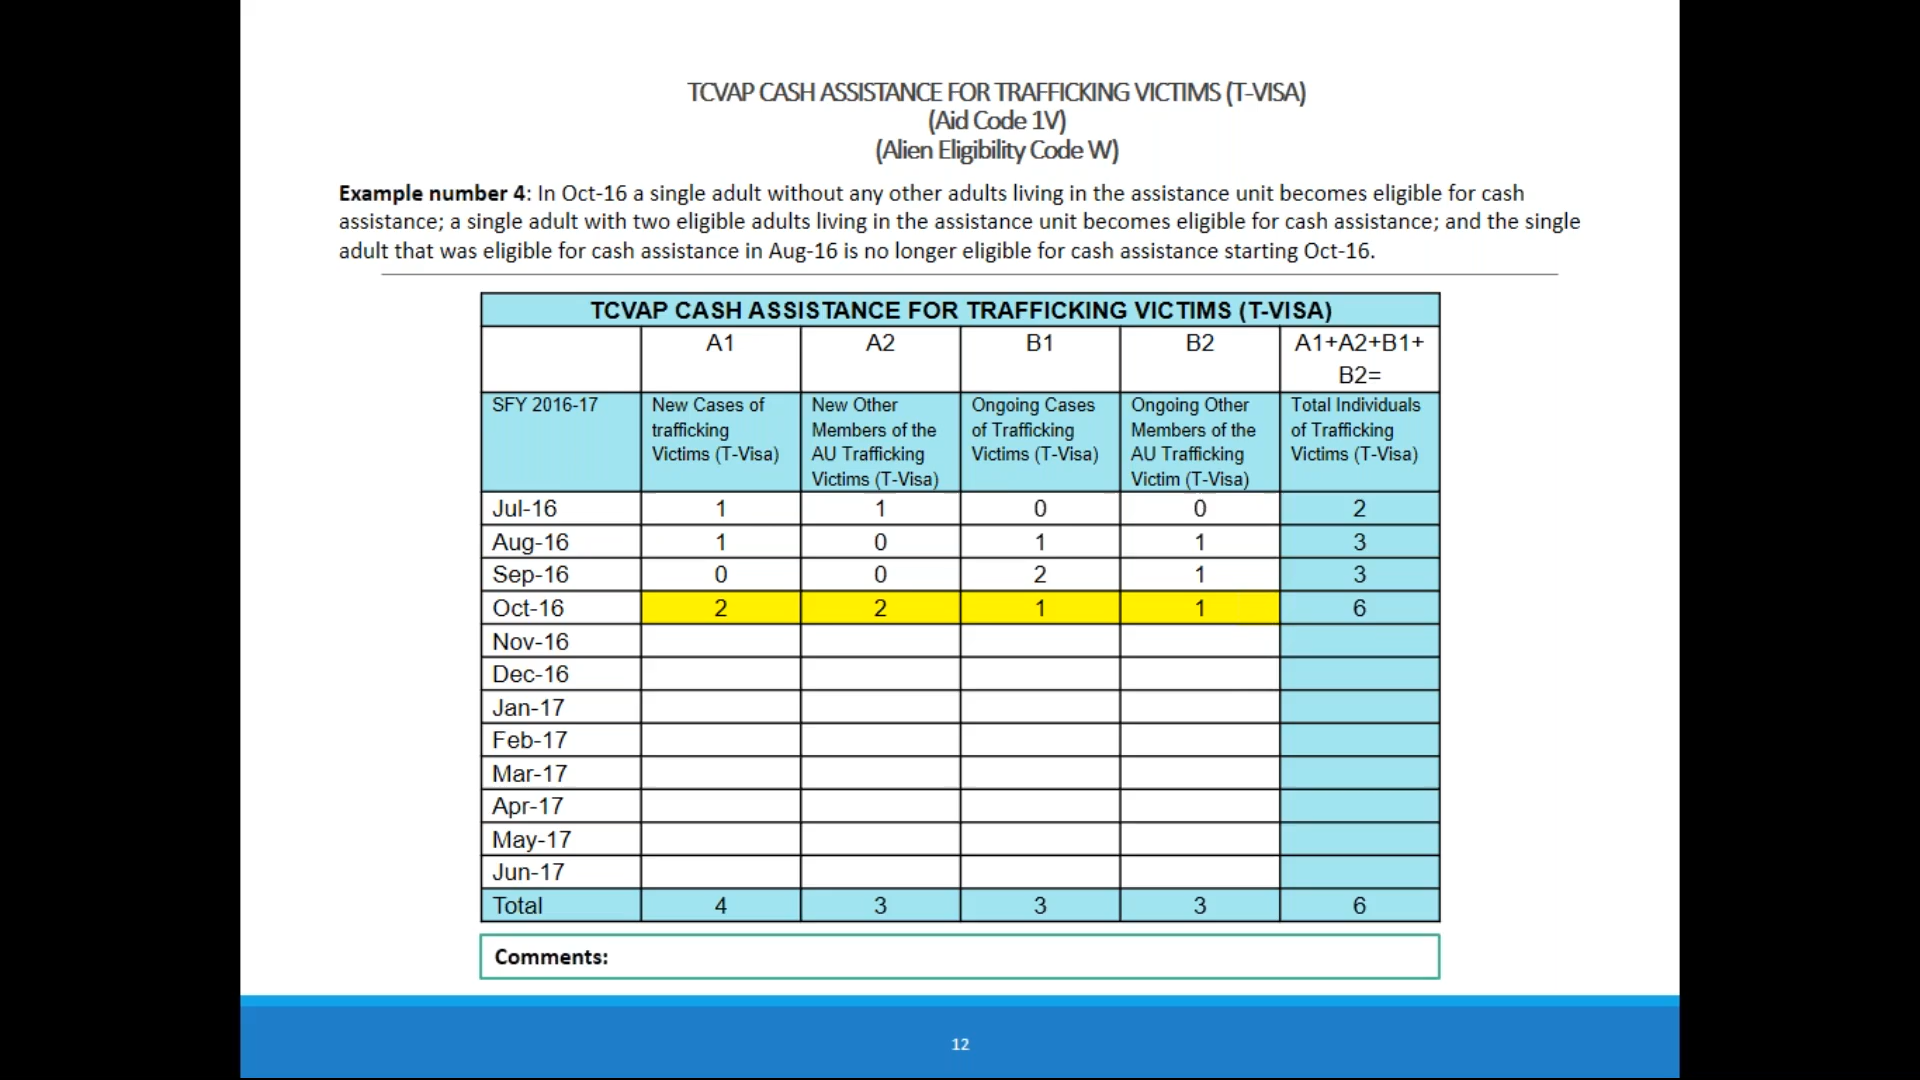 TCVAP CASH ASSISTANCE FOR TRAFFICKING VICTIMS (T-VISA)
(Aid Code 1V)
(Alien Eligibility Code W)
Example number 4: In Oct-16 a single adult without any other adults living in the assistance unit becomes eligible for cash
assistance; a single adult with two eligible adults living in the assistance unit becomes eligible for cash assistance; and the single
adult that was eligible for cash assistance in Aug-16 is no longer eligible for cash assistance starting Oct-16.
TCVAP CASH ASSISTANCE FOR TRAFFICKING VICTIMS (T-VISA)
A1 A2 B1 B2 A1+A2+B1+
B2=
SFY 2016-17 New Cases of New Other Ongoing Cases Ongoing Other Total Individuals
trafficking Members of the of Trafficking Members of the of Trafficking
Victims (T-Visa) AU Trafficking Victims (T-Visa) AU Trafficking Victims (T-Visa)
Victims (T-Visa) Victim (T-Visa)
Jul-16 1 1 0 0 2
Aug-16 1 0 1 1 3
Sep-16 0 0 2 1 3
Oct-16 2 2 1 1 6
Nov-16
Dec-16
Jan-17
Feb-17
Mar-17
Apr-17
May-17
Jun-17
Total 4 3 3 3 6
Comments:
12